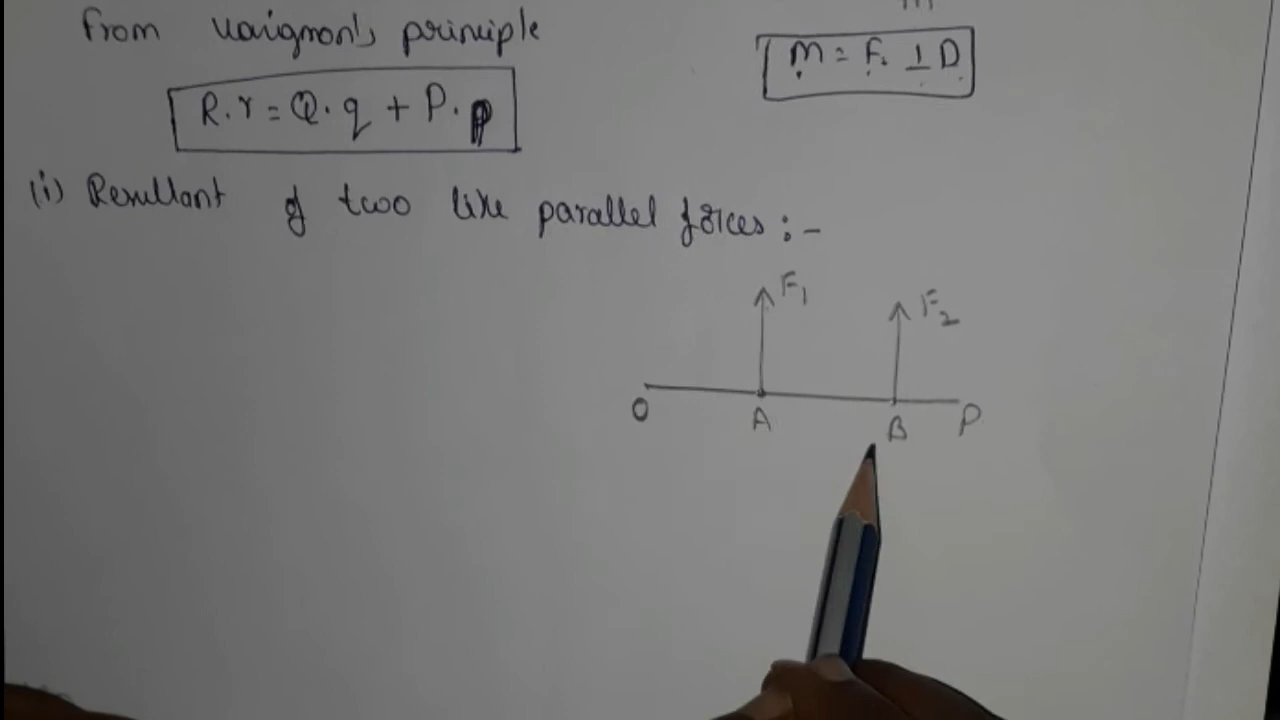 from varignon's principle
M = F. ⊥ D
R.r = Q.q + P.p
(i) Resultant of two like parallel forces :-
F1
F2
O A B P